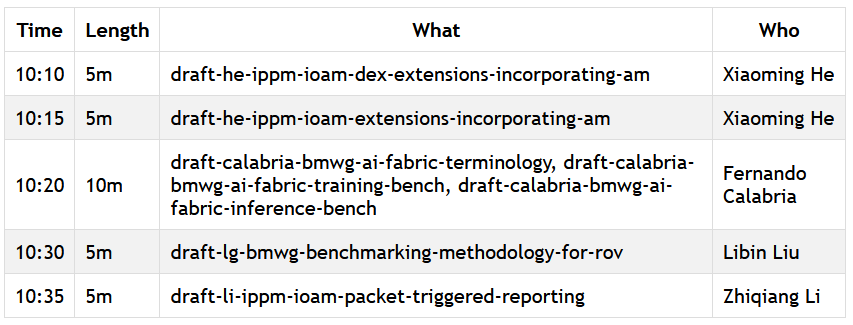 Time Length What Who
10:10 5m draft-he-ippm-ioam-dex-extensions-incorporating-am Xiaoming He
10:15 5m draft-he-ippm-ioam-extensions-incorporating-am Xiaoming He
10:20 10m draft-calabria-bmwg-ai-fabric-terminology, draft-calabria-
bmwg-ai-fabric-training-bench, draft-calabria-bmwg-ai-
fabric-inference-bench
Fernando
Calabria
10:30 5m draft-lg-bmwg-benchmarking-methodology-for-rov Libin Liu
10:35 5m draft-li-ippm-ioam-packet-triggered-reporting Zhiqiang Li